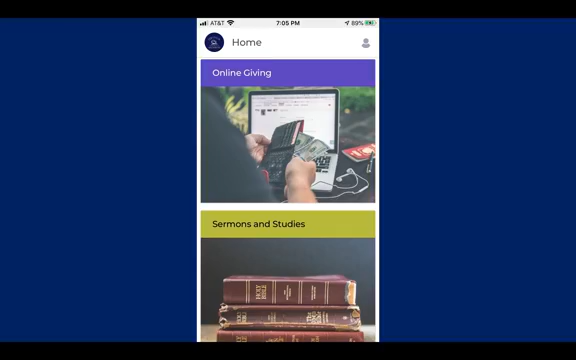 AT&T 7:05 PM 89%
Home
Online Giving
Sermons and Studies
HOLY BIBLE